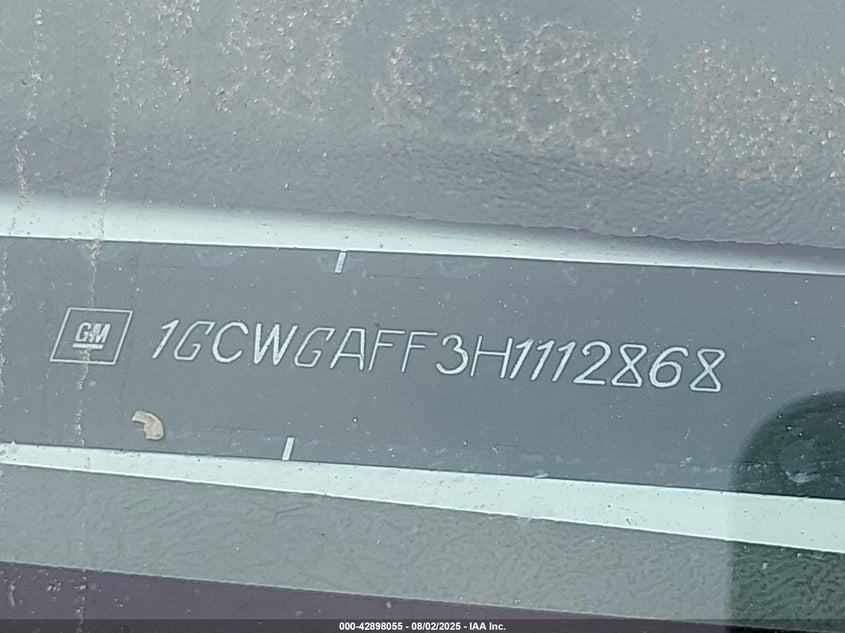 GM 1GCWGAFF3H1112868
000-42898055 - 08/02/2025 - IAA Inc.